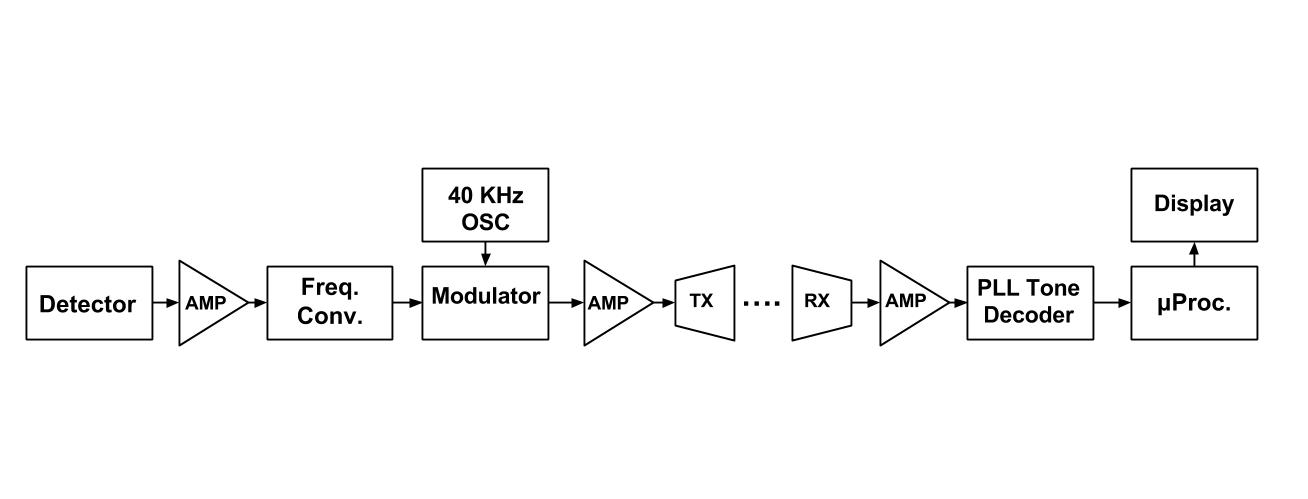 40 KHz
OSC
Display
Detector
AMP
Freq.
Conv.
Modulator
AMP
TX
RX
AMP
PLL Tone
Decoder
µProc.